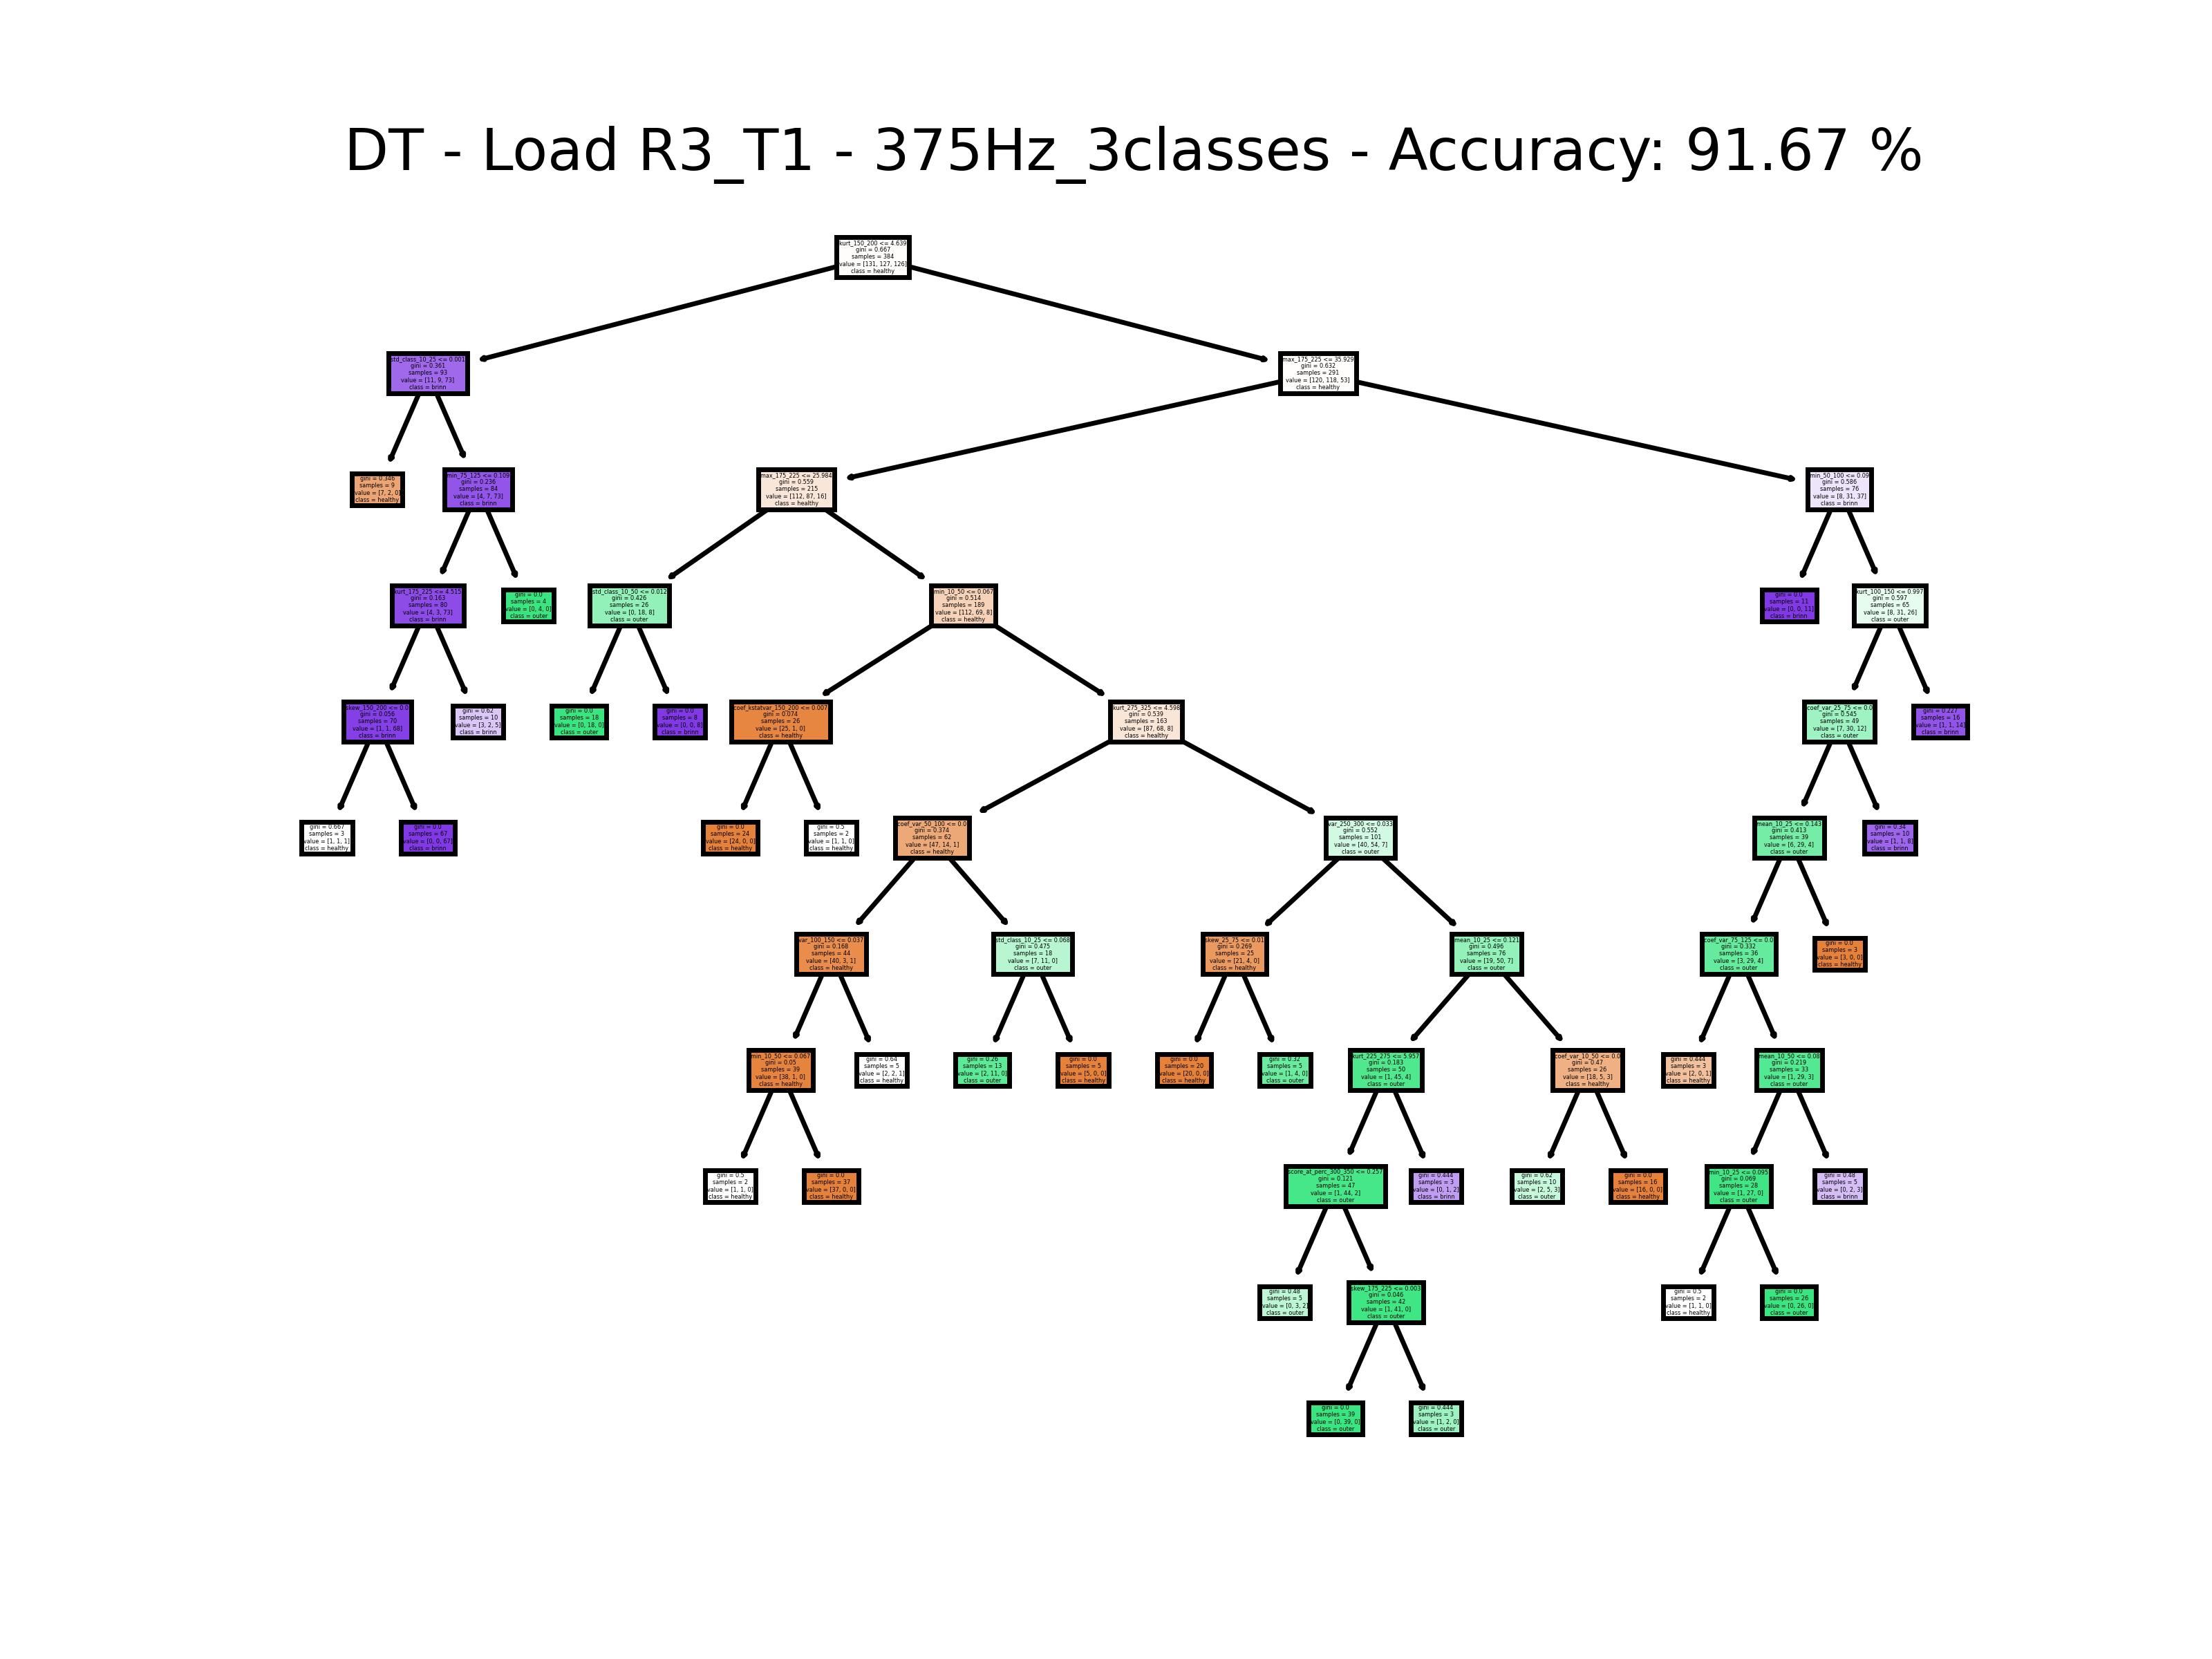 DT - Load R3_T1 - 375Hz_3classes - Accuracy: 91.67 %
kurt_150_200 <= 4.639
gini = 0.667
samples = 384
value = [131, 127, 126]
class = healthy
std_class_10_25 <= 0.001
gini = 0.361
samples = 93
value = [11, 9, 73]
class = brinn
max_175_225 <= 35.929
gini = 0.632
samples = 291
value = [120, 118, 53]
class = healthy
gini = 0.346
samples = 9
value = [7, 2, 0]
class = healthy
min_75_125 <= 0.109
gini = 0.236
samples = 84
value = [4, 7, 73]
class = brinn
max_175_225 <= 25.984
gini = 0.559
samples = 215
value = [112, 87, 16]
class = healthy
min_50_100 <= 0.09
gini = 0.586
samples = 76
value = [8, 31, 37]
class = brinn
kurt_175_225 <= 4.515
gini = 0.163
samples = 80
value = [4, 3, 73]
class = brinn
gini = 0.0
samples = 4
value = [0, 4, 0]
class = outer
std_class_10_50 <= 0.012
gini = 0.426
samples = 26
value = [0, 18, 8]
class = outer
min_10_50 <= 0.067
gini = 0.514
samples = 189
value = [112, 69, 8]
class = healthy
gini = 0.0
samples = 11
value = [0, 0, 11]
class = brinn
kurt_100_150 <= 0.997
gini = 0.597
samples = 65
value = [8, 31, 26]
class = outer
skew_150_200 <= 0.0
gini = 0.056
samples = 70
value = [1, 1, 68]
class = brinn
gini = 0.62
samples = 10
value = [3, 2, 5]
class = brinn
gini = 0.0
samples = 18
value = [0, 18, 0]
class = outer
gini = 0.0
samples = 8
value = [0, 0, 8]
class = brinn
coef_kstatvar_150_200 <= 0.007
gini = 0.074
samples = 26
value = [25, 1, 0]
class = healthy
kurt_275_325 <= 4.596
gini = 0.539
samples = 163
value = [87, 68, 8]
class = healthy
coef_var_25_75 <= 0.0
gini = 0.545
samples = 49
value = [7, 30, 12]
class = outer
gini = 0.227
samples = 16
value = [1, 1, 14]
class = brinn
gini = 0.667
samples = 3
value = [1, 1, 1]
class = healthy
gini = 0.0
samples = 67
value = [0, 0, 67]
class = brinn
gini = 0.0
samples = 24
value = [24, 0, 0]
class = healthy
gini = 0.5
samples = 2
value = [1, 1, 0]
class = healthy
coef_var_50_100 <= 0.0
gini = 0.374
samples = 62
value = [47, 14, 1]
class = healthy
var_250_300 <= 0.033
gini = 0.552
samples = 101
value = [40, 54, 7]
class = outer
mean_10_25 <= 0.143
gini = 0.413
samples = 39
value = [6, 29, 4]
class = outer
gini = 0.34
samples = 10
value = [1, 1, 8]
class = brinn
var_100_150 <= 0.037
gini = 0.168
samples = 44
value = [40, 3, 1]
class = healthy
std_class_10_25 <= 0.068
gini = 0.475
samples = 18
value = [7, 11, 0]
class = outer
skew_25_75 <= 0.01
gini = 0.269
samples = 25
value = [21, 4, 0]
class = healthy
mean_10_25 <= 0.121
gini = 0.496
samples = 76
value = [19, 50, 7]
class = outer
coef_var_75_125 <= 0.0
gini = 0.332
samples = 36
value = [3, 29, 4]
class = outer
gini = 0.0
samples = 3
value = [3, 0, 0]
class = healthy
min_10_50 <= 0.067
gini = 0.05
samples = 39
value = [38, 1, 0]
class = healthy
gini = 0.64
samples = 5
value = [2, 2, 1]
class = healthy
gini = 0.26
samples = 13
value = [2, 11, 0]
class = outer
gini = 0.0
samples = 5
value = [5, 0, 0]
class = healthy
gini = 0.0
samples = 20
value = [20, 0, 0]
class = healthy
gini = 0.32
samples = 5
value = [1, 4, 0]
class = outer
kurt_225_275 <= 5.957
gini = 0.183
samples = 50
value = [1, 45, 4]
class = outer
coef_var_10_50 <= 0.0
gini = 0.47
samples = 26
value = [18, 5, 3]
class = healthy
gini = 0.444
samples = 3
value = [2, 0, 1]
class = healthy
mean_10_50 <= 0.08
gini = 0.219
samples = 33
value = [1, 29, 3]
class = outer
gini = 0.5
samples = 2
value = [1, 1, 0]
class = healthy
gini = 0.0
samples = 37
value = [37, 0, 0]
class = healthy
score_at_perc_300_350 <= 0.257
gini = 0.121
samples = 47
value = [1, 44, 2]
class = outer
gini = 0.444
samples = 3
value = [0, 1, 2]
class = brinn
gini = 0.62
samples = 10
value = [2, 5, 3]
class = outer
gini = 0.0
samples = 16
value = [16, 0, 0]
class = healthy
min_10_25 <= 0.095
gini = 0.069
samples = 28
value = [1, 27, 0]
class = outer
gini = 0.48
samples = 5
value = [0, 2, 3]
class = brinn
gini = 0.48
samples = 5
value = [0, 3, 2]
class = outer
skew_175_225 <= 0.003
gini = 0.046
samples = 42
value = [1, 41, 0]
class = outer
gini = 0.5
samples = 2
value = [1, 1, 0]
class = healthy
gini = 0.0
samples = 26
value = [0, 26, 0]
class = outer
gini = 0.0
samples = 39
value = [0, 39, 0]
class = outer
gini = 0.444
samples = 3
value = [1, 2, 0]
class = outer